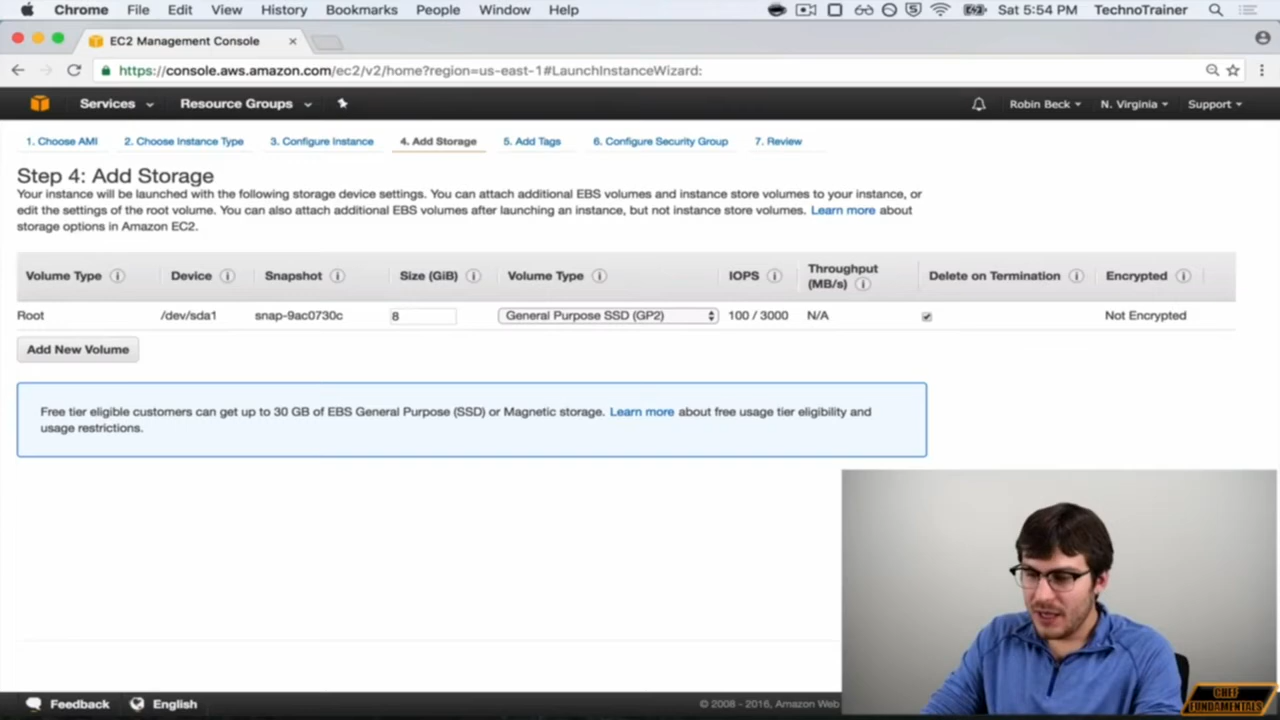 Chrome File Edit View History Bookmarks People Window Help Sat 5:54 PM TechnoTrainer
EC2 Management Console
https://console.aws.amazon.com/ec2/v2/home?region=us-east-1#LaunchInstanceWizard:
Services Resource Groups Robin Beck N. Virginia Support
1. Choose AMI 2. Choose Instance Type 3. Configure Instance 4. Add Storage 5. Add Tags 6. Configure Security Group 7. Review
Step 4: Add Storage
Your instance will be launched with the following storage device settings. You can attach additional EBS volumes and instance store volumes to your instance, or
edit the settings of the root volume. You can also attach additional EBS volumes after launching an instance, but not instance store volumes. Learn more about
storage options in Amazon EC2.
Volume Type Device Snapshot Size (GiB) Volume Type IOPS Throughput (MB/s) Delete on Termination Encrypted
Root /dev/sda1 snap-9ac0730c 8 General Purpose SSD (GP2) 100 / 3000 N/A Not Encrypted
Add New Volume
Free tier eligible customers can get up to 30 GB of EBS General Purpose (SSD) or Magnetic storage. Learn more about free usage tier eligibility and
usage restrictions.
Feedback English © 2008 - 2016, Amazon Web
CHEF
FUNDAMENTALS